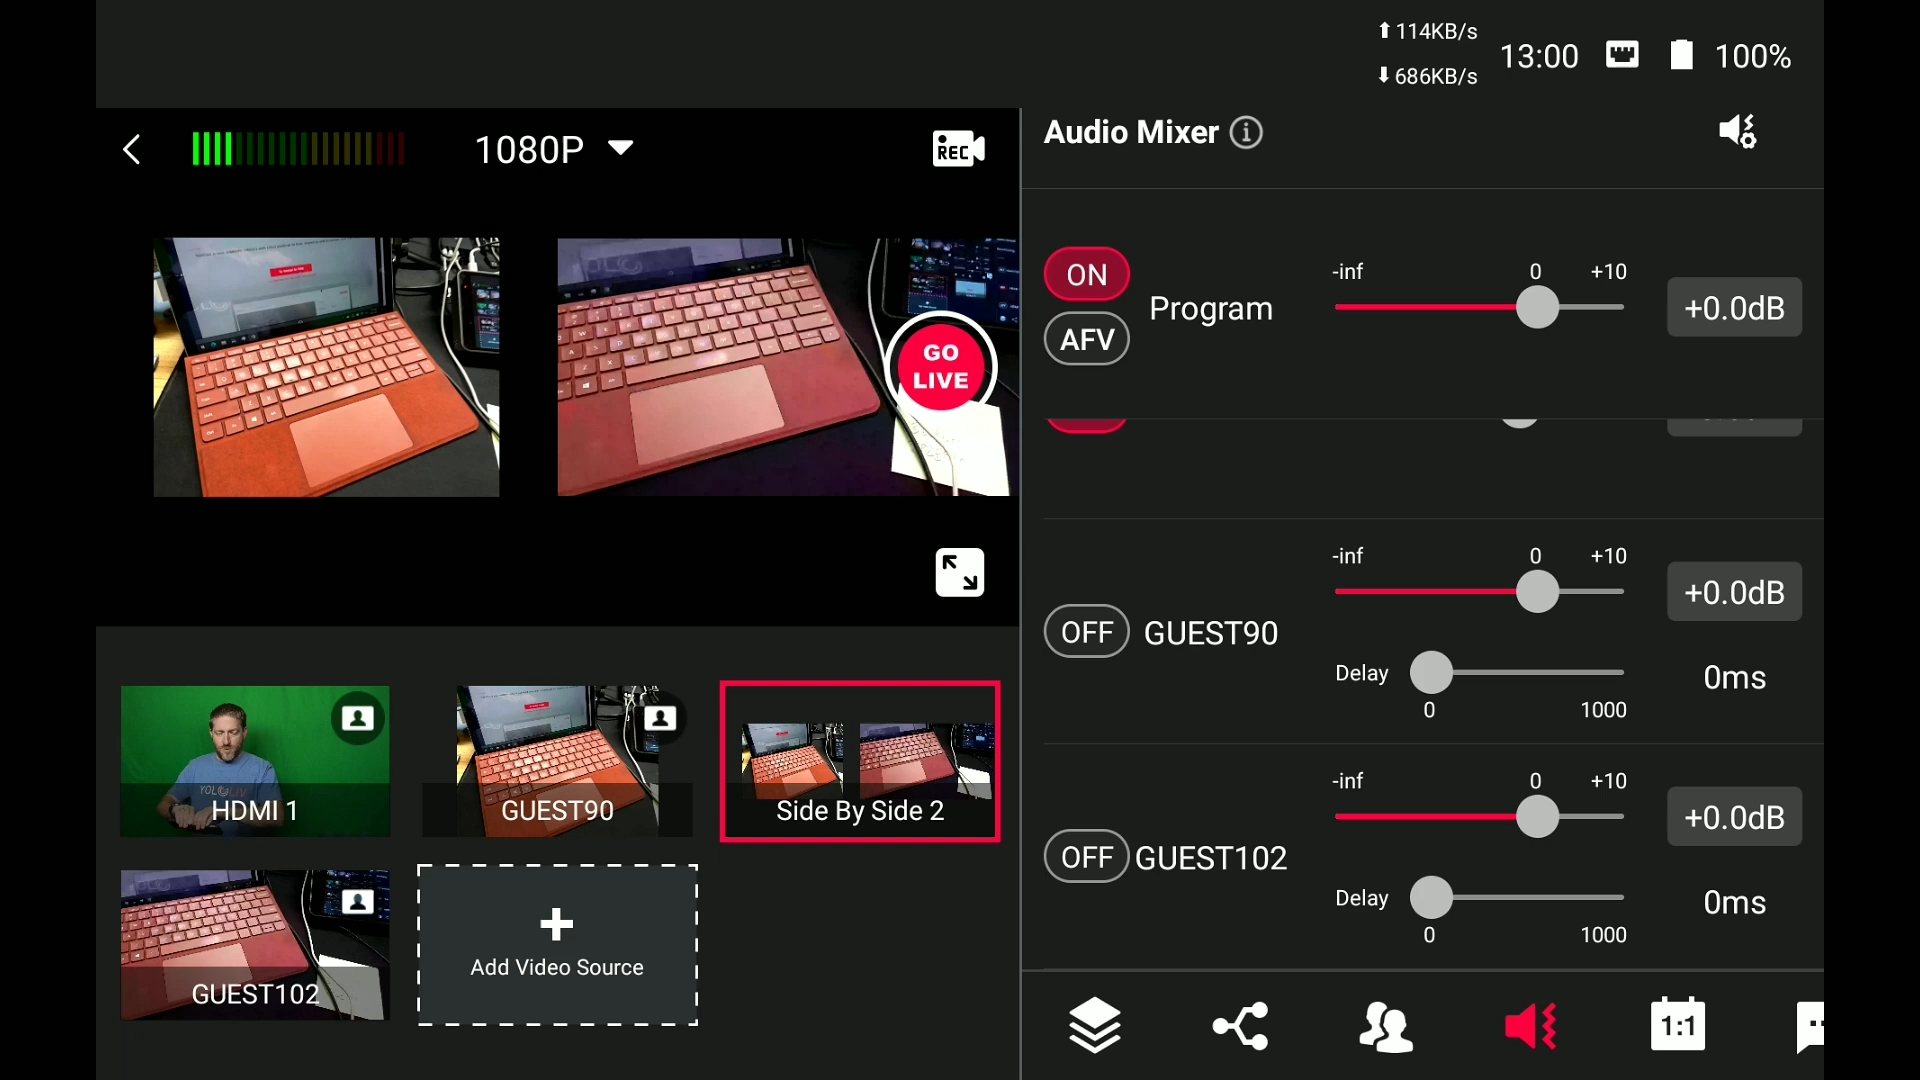 114KB/s
686KB/s
13:00
100%
1080P
REC
Audio Mixer
ON
AFV
Program
-inf 0 +10
+0.0dB
GO
LIVE
-inf 0 +10
+0.0dB
OFF GUEST90
Delay
0ms
0 1000
-inf 0 +10
+0.0dB
OFF GUEST102
Delay
0ms
0 1000
HDMI 1
GUEST90
Side By Side 2
GUEST102
Add Video Source
1:1